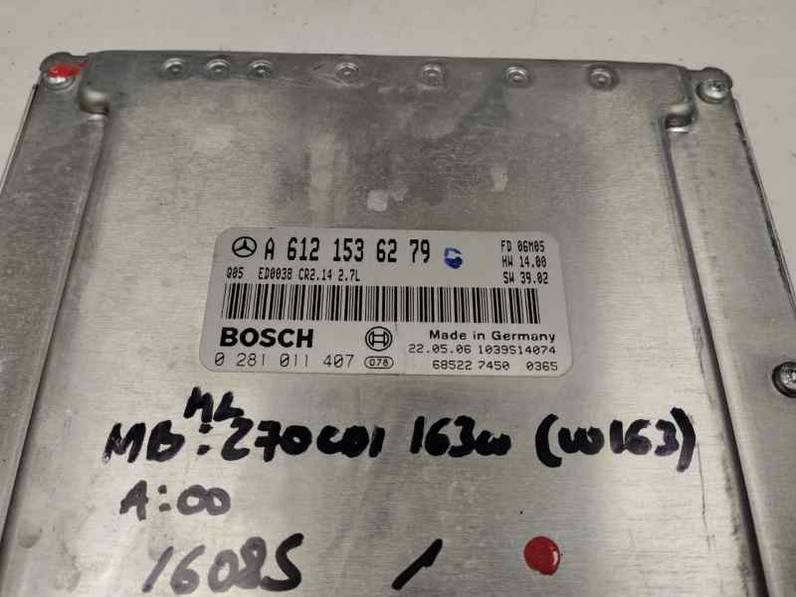 A 612 153 62 79
FD 06M05
HW 14.00
Q05 ED003B CR2.14 2.7L
SW 39.02
BOSCH
Made in Germany
0 281 011 407 078
22.05.06 1039S14074
68522 7450 0365
ML
MB: 270CDI 163w (W163)
A:00
1608S